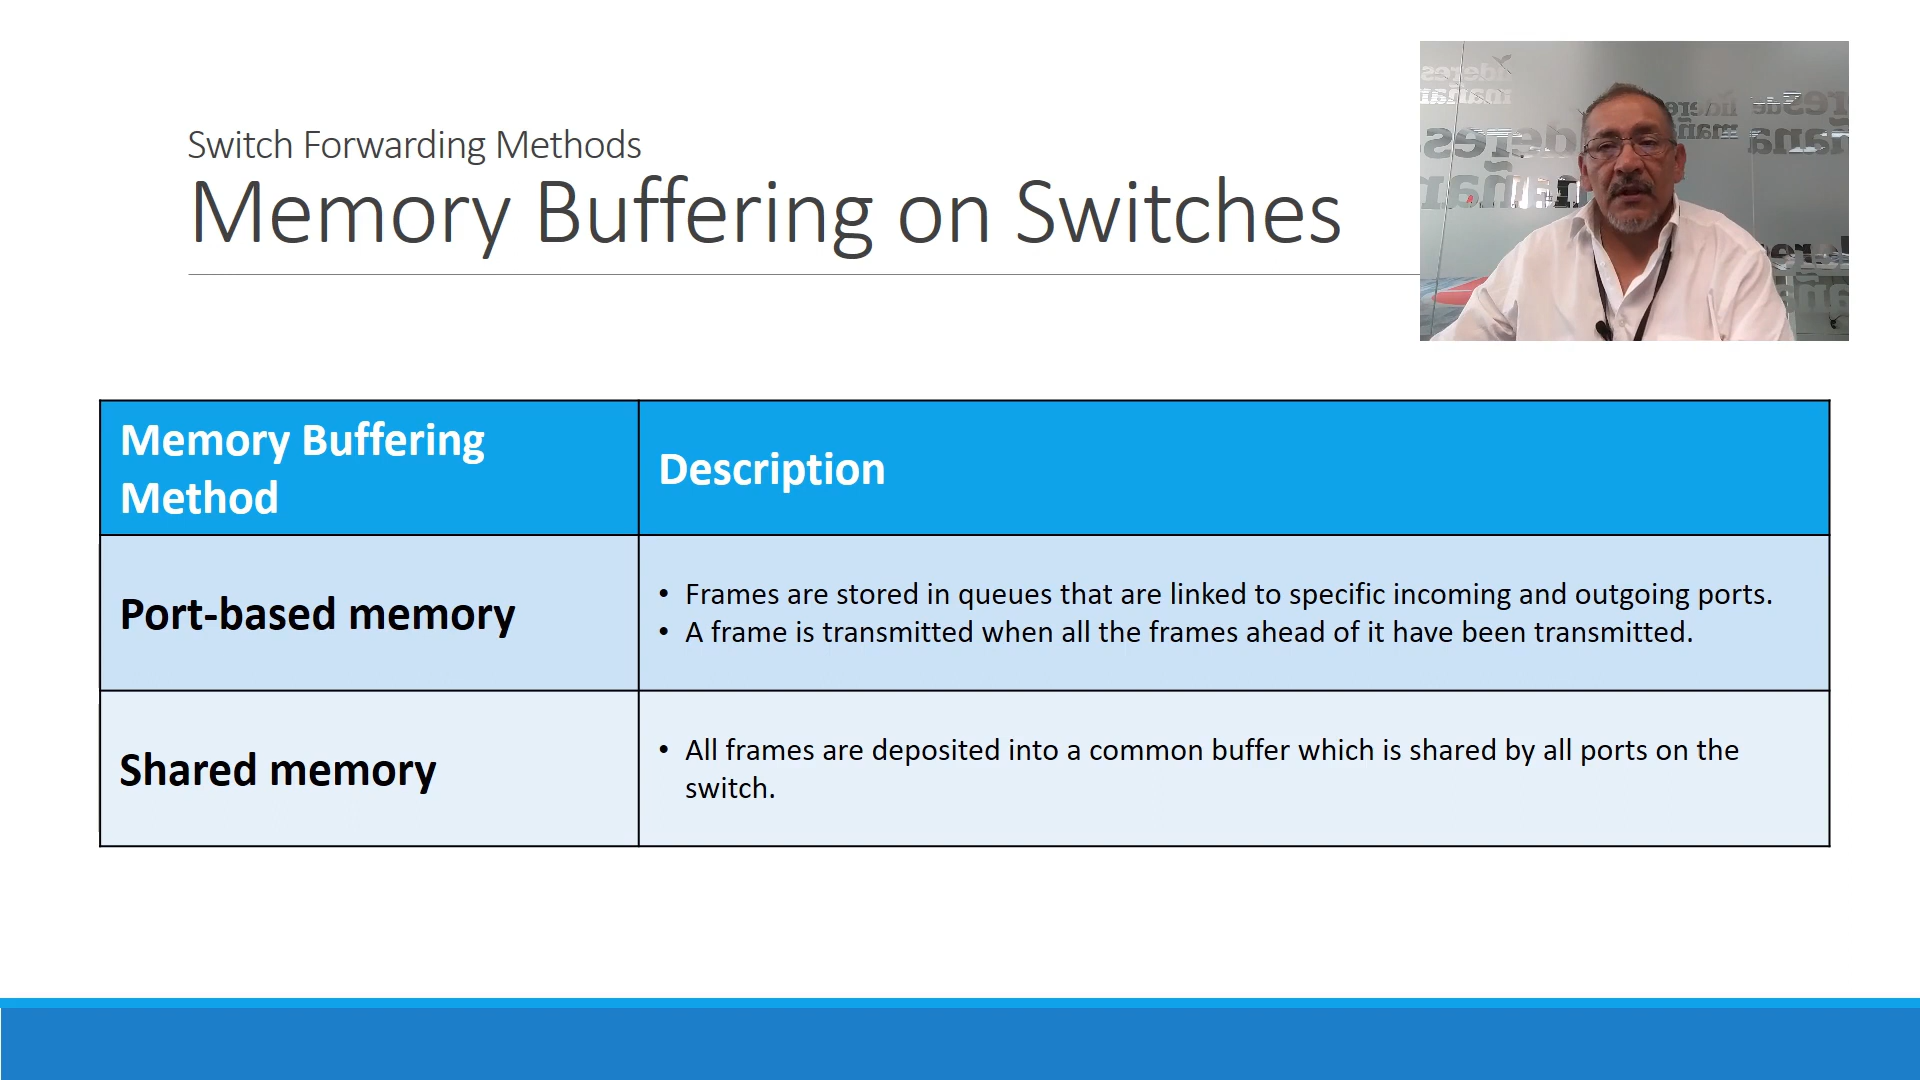 Switch Forwarding Methods
Memory Buffering on Switches
Memory Buffering
Method
Description
Port-based memory
• Frames are stored in queues that are linked to specific incoming and outgoing ports.
• A frame is transmitted when all the frames ahead of it have been transmitted.
Shared memory
• All frames are deposited into a common buffer which is shared by all ports on the
switch.